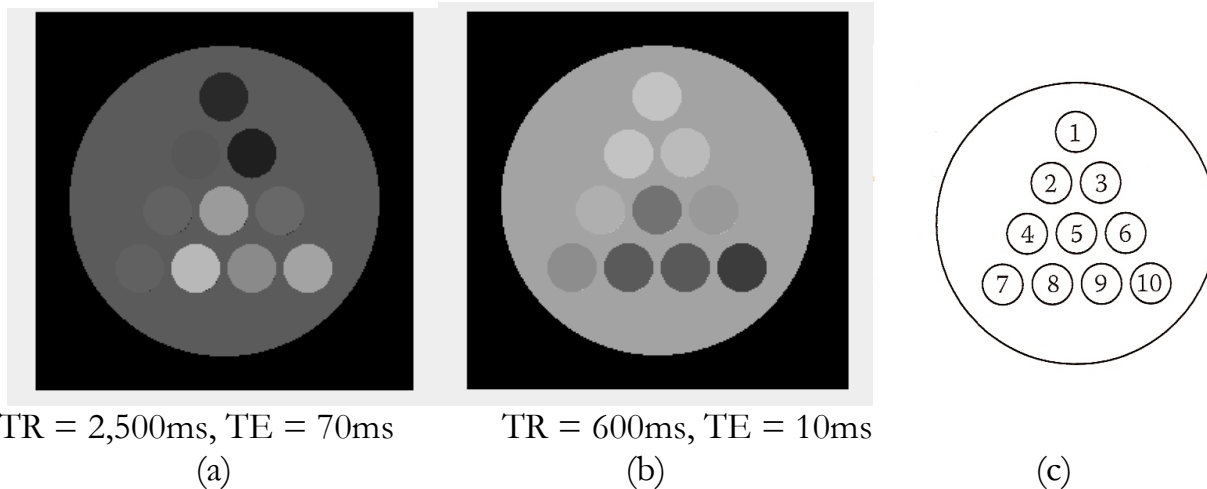 1
2 3
4 5 6
7 8 9 10
TR = 2,500ms, TE = 70ms
TR = 600ms, TE = 10ms
(a)
(b)
(c)